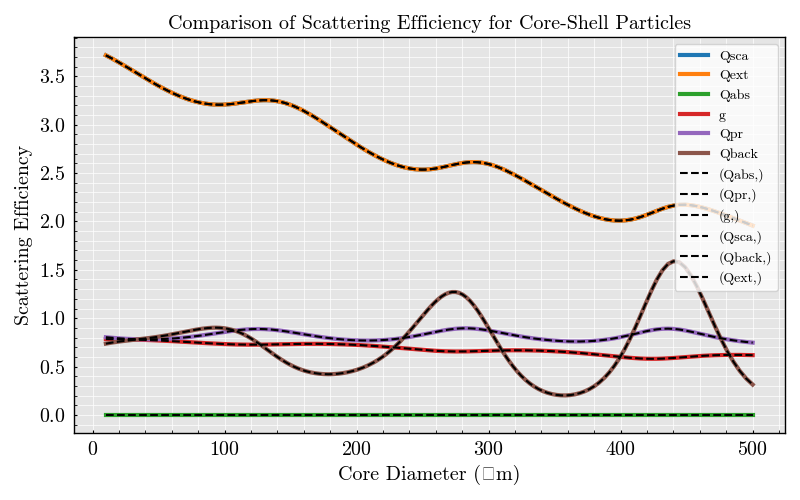 Comparison of Scattering Efficiency for Core-Shell Particles
Scattering Efficiency
3.5
3.0
2.5
2.0
1.5
1.0
0.5
0.0
Qsca
Qext
Qabs
g
Qpr
Qback
(Qabs,)
(Qpr,)
(g,)
(Qsca,)
(Qback,)
(Qext,)
0 100 200 300 400 500
Core Diameter (□m)